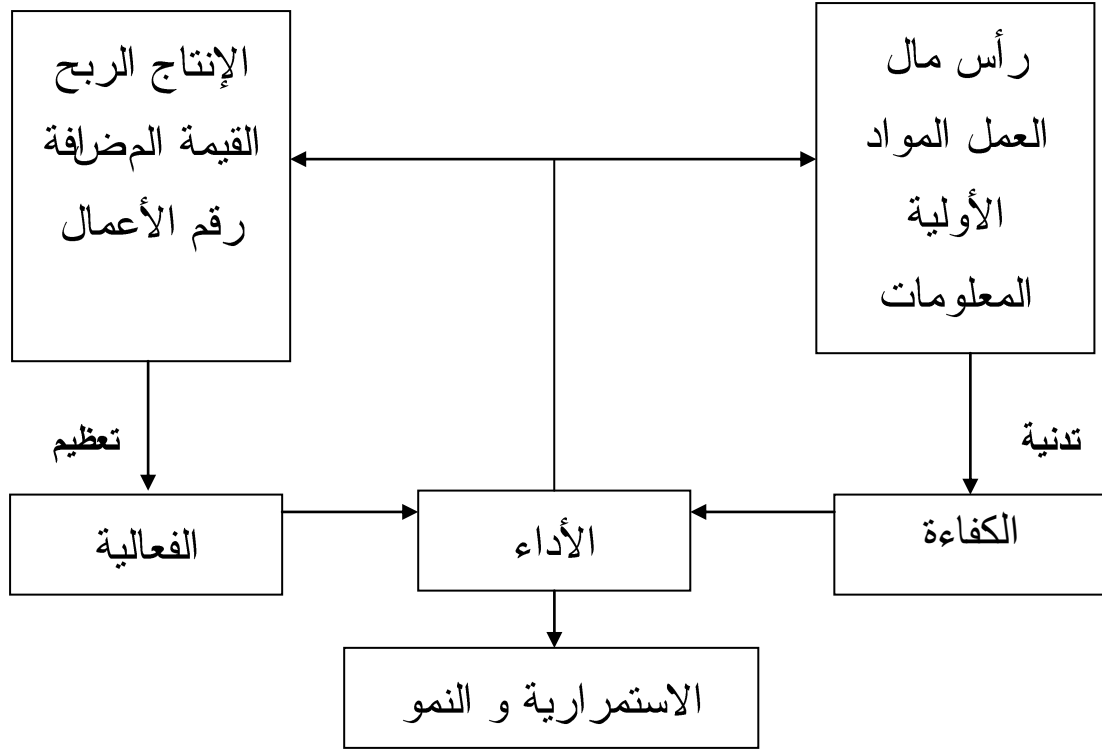 رأس مال
العمل المواد
الأولية
المعلومات
الإنتاج الربح
القيمة المضافة
رقم الأعمال
تدنية
تعظيم
الكفاءة
الأداء
الفعالية
الاستمرارية و النمو